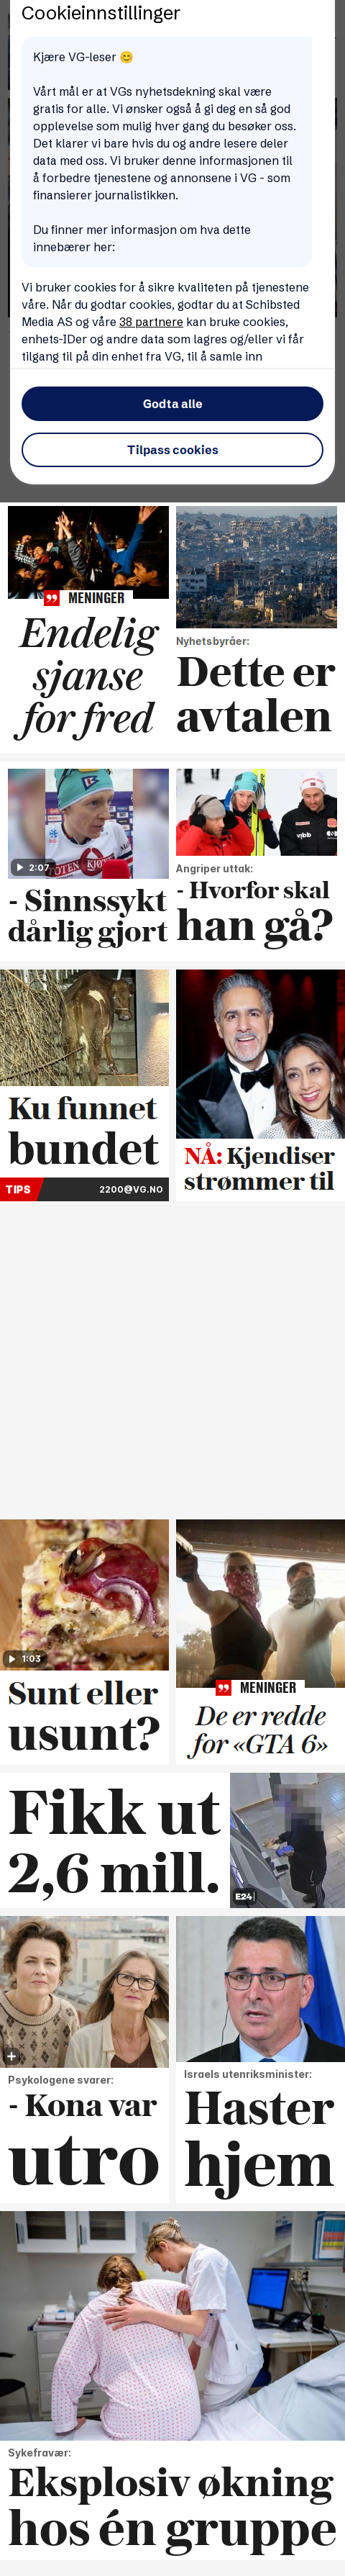 Cookieinnstillinger
Kjære VG-leser 😊
Vårt mål er at VGs nyhetsdekning skal være
gratis for alle. Vi ønsker også å gi deg en så god
opplevelse som mulig hver gang du besøker oss.
Det klarer vi bare hvis du og andre lesere deler
data med oss. Vi bruker denne informasjonen til
å forbedre tjenestene og annonsene i VG - som
finansierer journalistikken.
Du finner mer informasjon om hva dette
innebærer her:
Vi bruker cookies for å sikre kvaliteten på tjenestene
våre. Når du godtar cookies, godtar du at Schibsted
Media AS og våre 38 partnere kan bruke cookies,
enhets-IDer og andre data som lagres og/eller vi får
tilgang til på din enhet fra VG, til å samle inn
Godta alle
Tilpass cookies
MENINGER
Endelig
sjanse
for fred
Nyhetsbyråer:
Dette er
avtalen
2:07
- Sinnssykt
dårlig gjort
Angriper uttak:
- Hvorfor skal
han gå?
Ku funnet
bundet
TIPS
2200@VG.NO
NÅ: Kjendiser
strømmer til
1:03
Sunt eller
usunt?
MENINGER
De er redde
for «GTA 6»
Fikk ut
2,6 mill.
E24
Psykologene svarer:
- Kona var
utro
Israels utenriksminister:
Haster
hjem
Sykefravær:
Eksplosiv økning
hos én gruppe